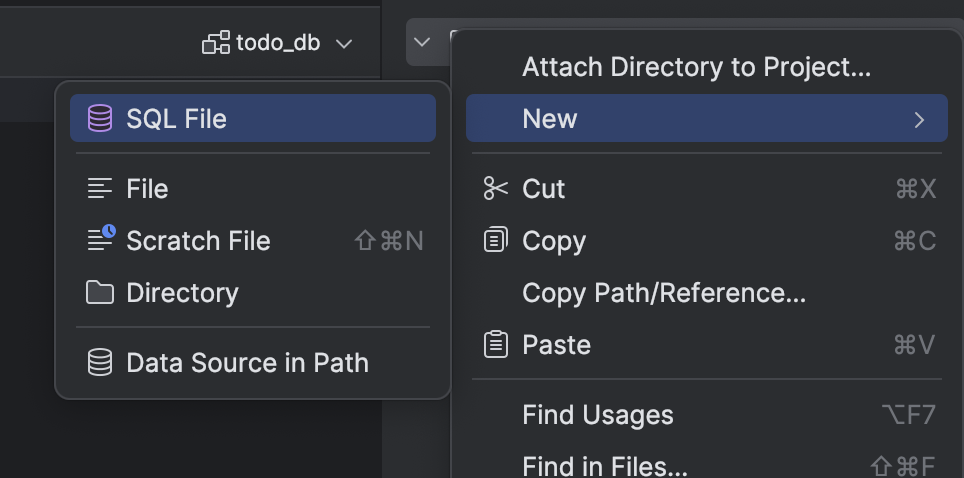 todo_db
Attach Directory to Project...
New
Cut ⌘X
Copy ⌘C
Copy Path/Reference...
Paste ⌘V
Find Usages ⌥F7
Find in Files... ⇧⌘F
SQL File
File
Scratch File ⇧⌘N
Directory
Data Source in Path